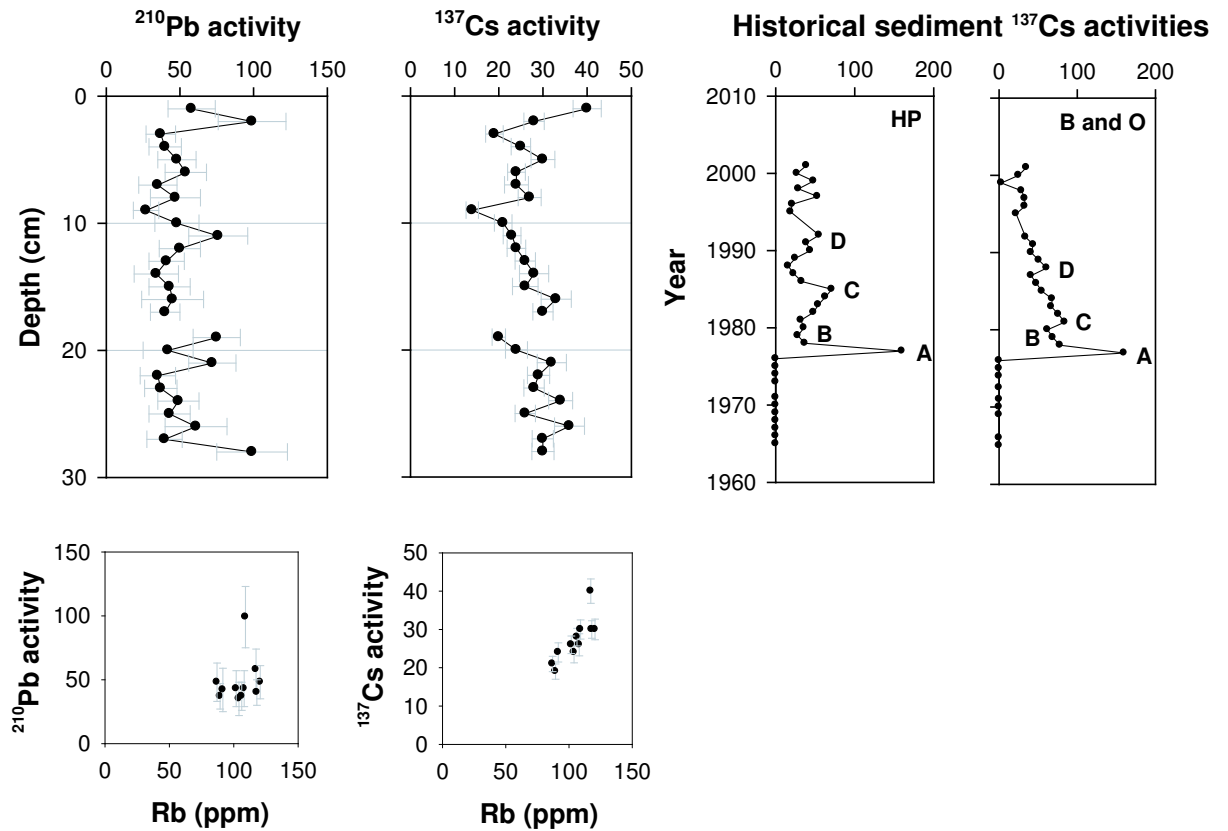 ²¹⁰Pb activity
0 50 100 150
0
10
20
30
Depth (cm)
¹³⁷Cs activity
0 10 20 30 40 50
Historical sediment ¹³⁷Cs activities
0 100 200
2010
2000
1990
1980
1970
1960
Year
HP
D
C
B
A
0 100 200
B and O
D
C
B
A
150
100
50
0
²¹⁰Pb activity
0 50 100 150
Rb (ppm)
50
40
30
20
10
0
¹³⁷Cs activity
0 50 100 150
Rb (ppm)